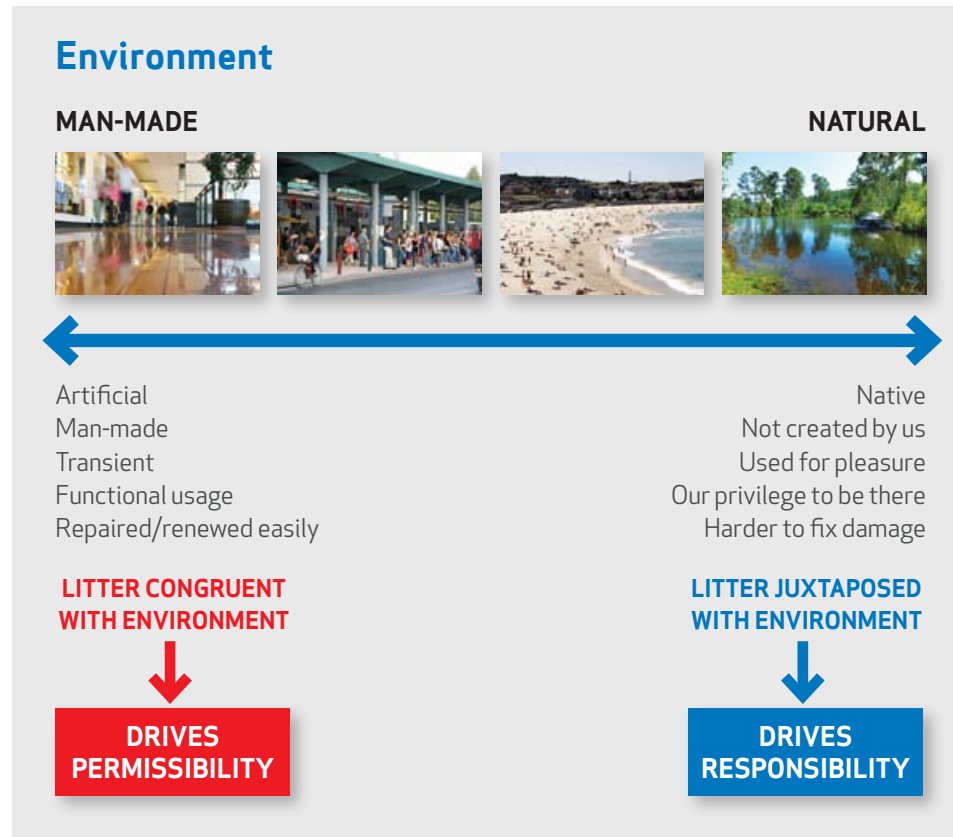 Environment
MAN-MADE
NATURAL
Artificial
Man-made
Transient
Functional usage
Repaired/renewed easily
Native
Not created by us
Used for pleasure
Our privilege to be there
Harder to fix damage
LITTER CONGRUENT
WITH ENVIRONMENT
DRIVES
PERMISSIBILITY
LITTER JUXTAPOSED
WITH ENVIRONMENT
DRIVES
RESPONSIBILITY